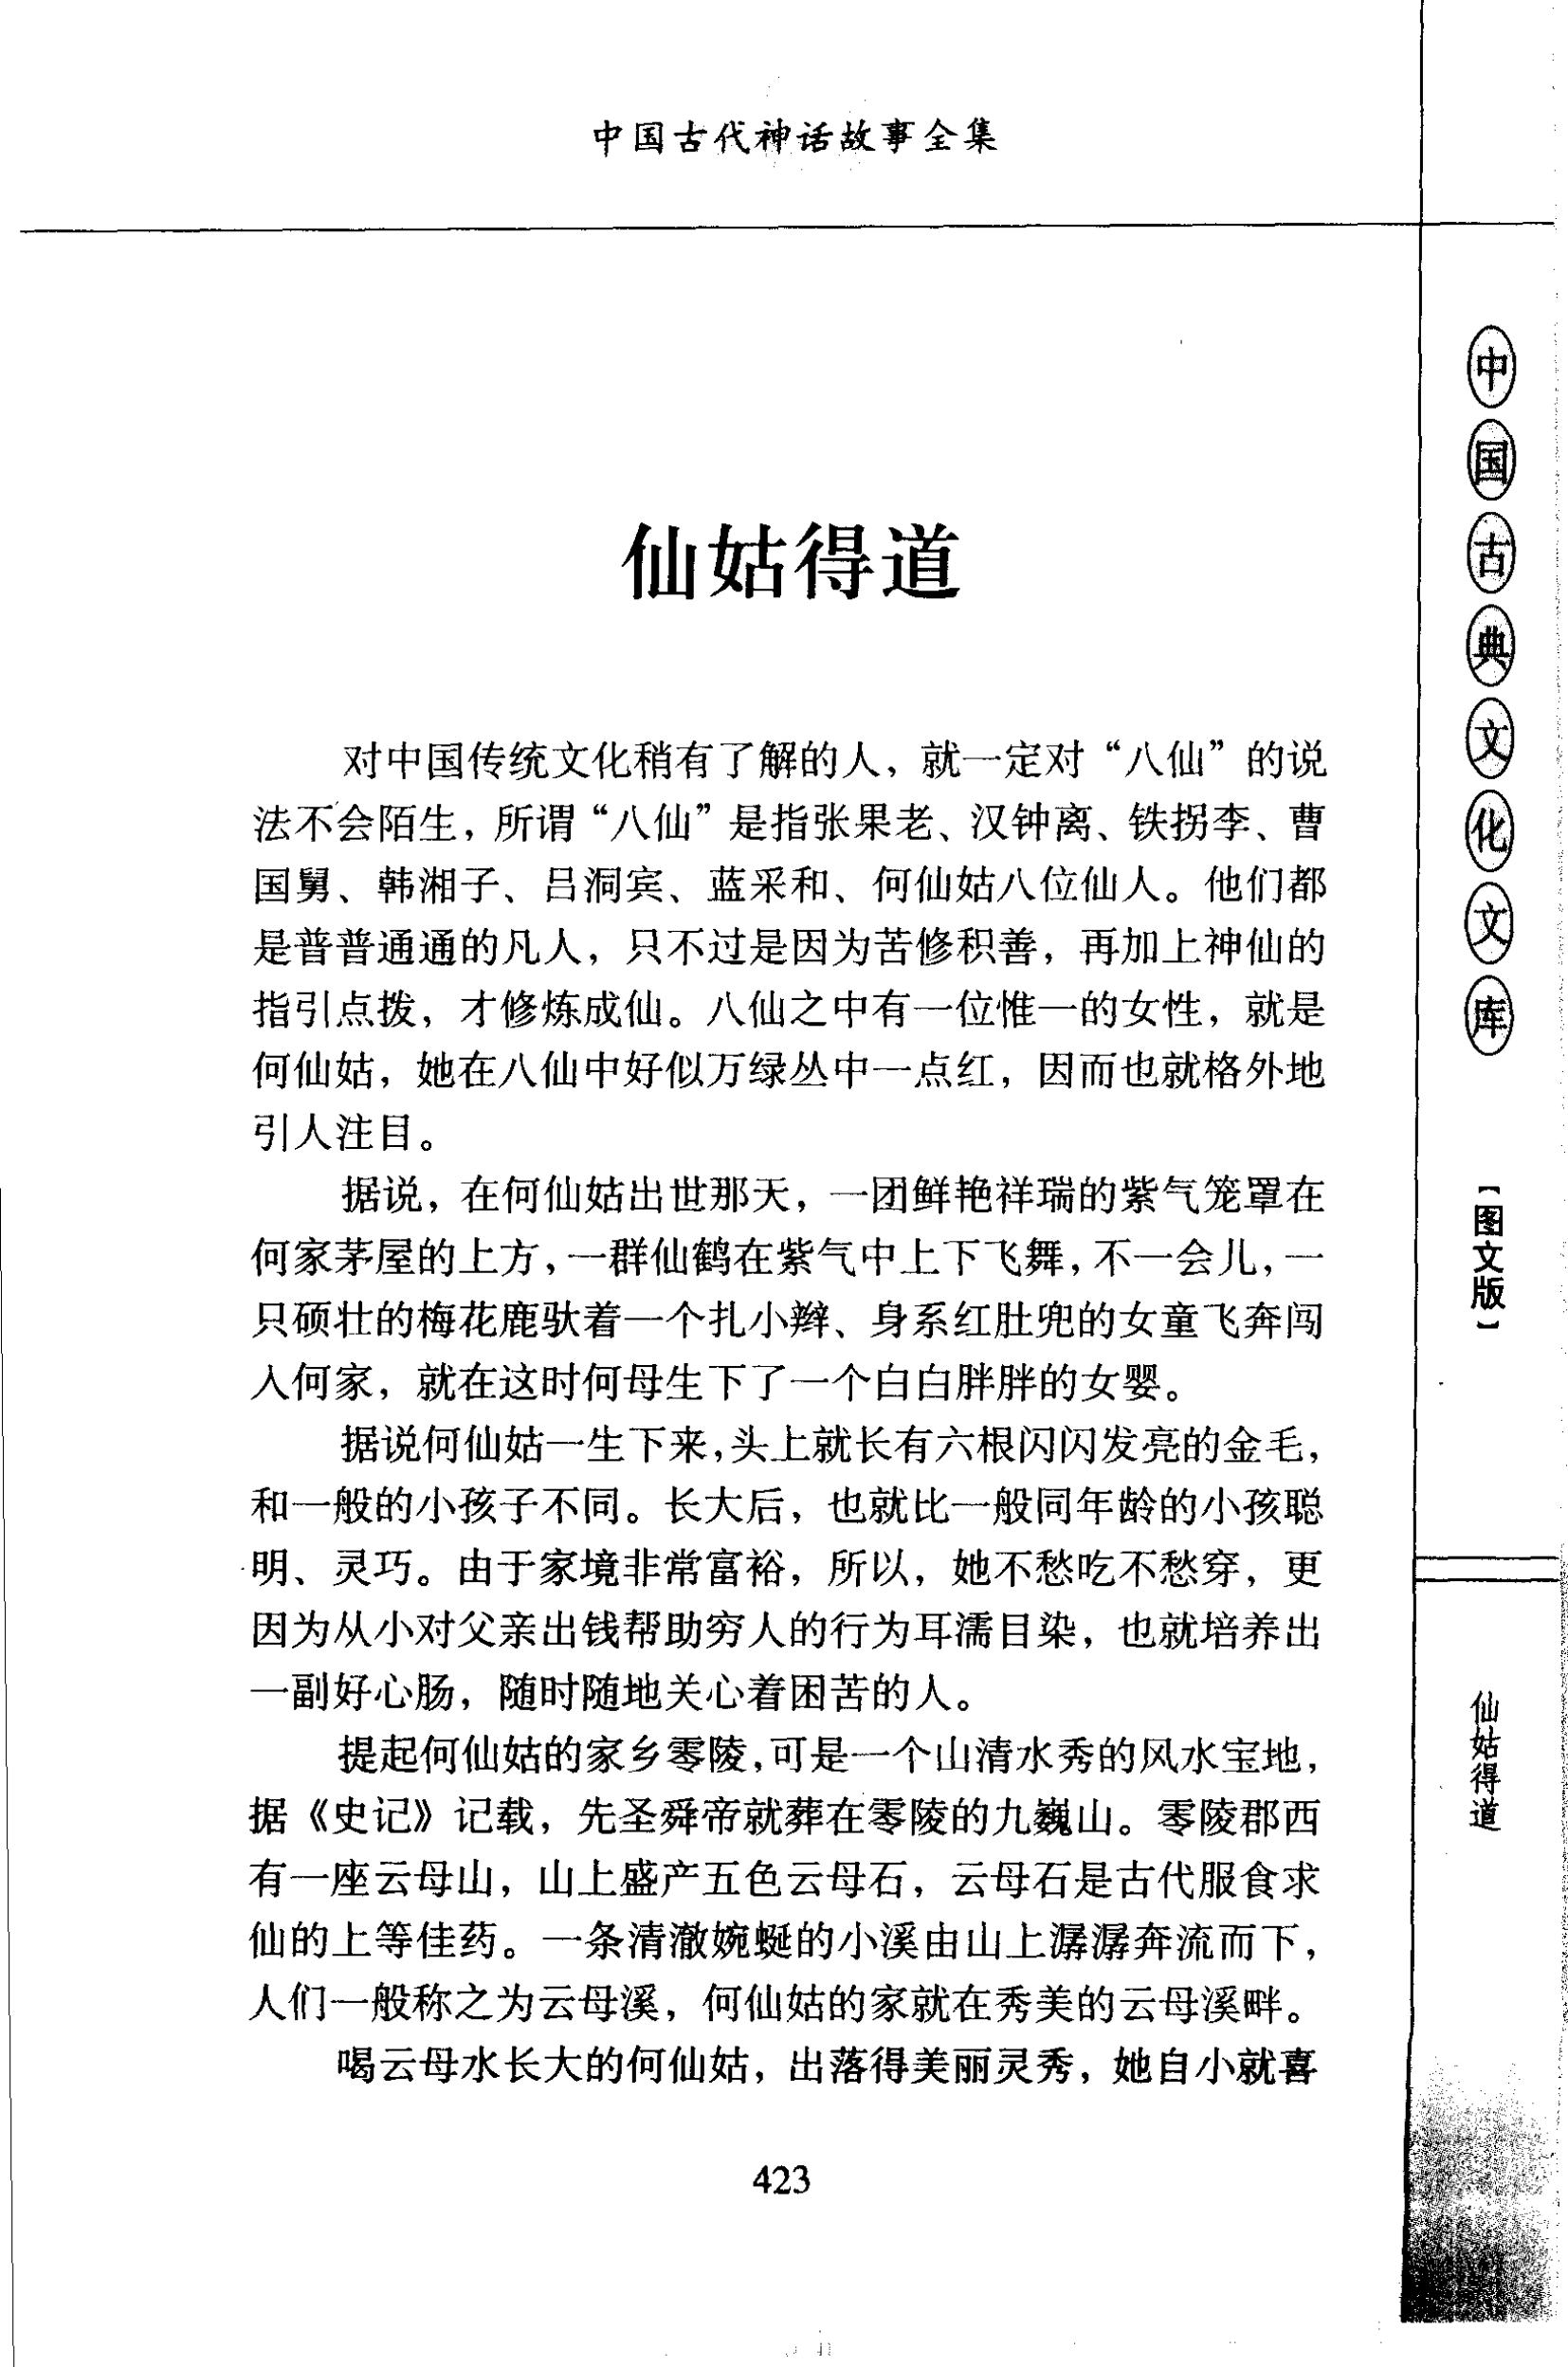 中国古代神话故事全集
仙姑得道
对中国传统文化稍有了解的人，就一定对“八仙”的说
法不会陌生，所谓“八仙”是指张果老、汉钟离、铁拐李、曹
国舅、韩湘子、吕洞宾、蓝采和、何仙姑八位仙人。他们都
是普普通通的凡人，只不过是因为苦修积善，再加上神仙的
指引点拨，才修炼成仙。八仙之中有一位惟一的女性，就是
何仙姑，她在八仙中好似万绿丛中一点红，因而也就格外地
引人注目。
据说，在何仙姑出世那天，一团鲜艳祥瑞的紫气笼罩在
何家茅屋的上方，一群仙鹤在紫气中上下飞舞，不一会儿，一
只硕壮的梅花鹿驮着一个扎小辫、身系红肚兜的女童飞奔闯
入何家，就在这时何母生下了一个白白胖胖的女婴。
据说何仙姑一生下来，头上就长有六根闪闪发亮的金毛，
和一般的小孩子不同。长大后，也就比一般同年龄的小孩聪
明、灵巧。由于家境非常富裕，所以，她不愁吃不愁穿，更
因为从小对父亲出钱帮助穷人的行为耳濡目染，也就培养出
一副好心肠，随时随地关心着困苦的人。
提起何仙姑的家乡零陵，可是一个山清水秀的风水宝地，
据《史记》记载，先圣舜帝就葬在零陵的九巍山。零陵郡西
有一座云母山，山上盛产五色云母石，云母石是古代服食求
仙的上等佳药。一条清澈婉蜒的小溪由山上潺潺奔流而下，
人们一般称之为云母溪，何仙姑的家就在秀美的云母溪畔。
喝云母水长大的何仙姑，出落得美丽灵秀，她自小就喜
423
中国古典文化文库
【图文版】
仙姑得道